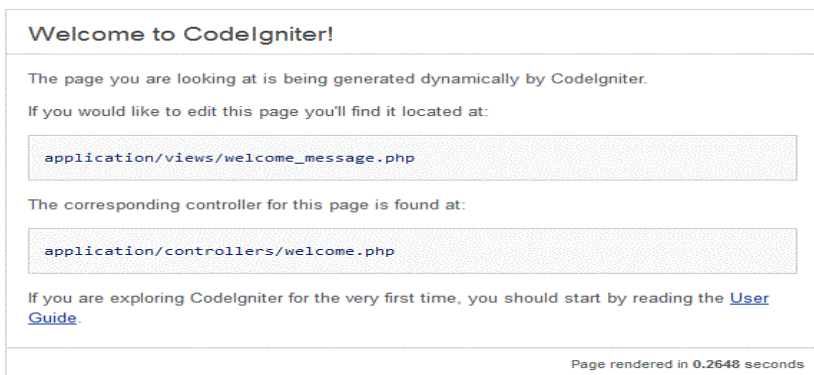 Welcome to CodeIgniter!
The page you are looking at is being generated dynamically by CodeIgniter.
If you would like to edit this page you'll find it located at:
application/views/welcome_message.php
The corresponding controller for this page is found at:
application/controllers/welcome.php
If you are exploring CodeIgniter for the very first time, you should start by reading the User
Guide.
Page rendered in 0.2648 seconds